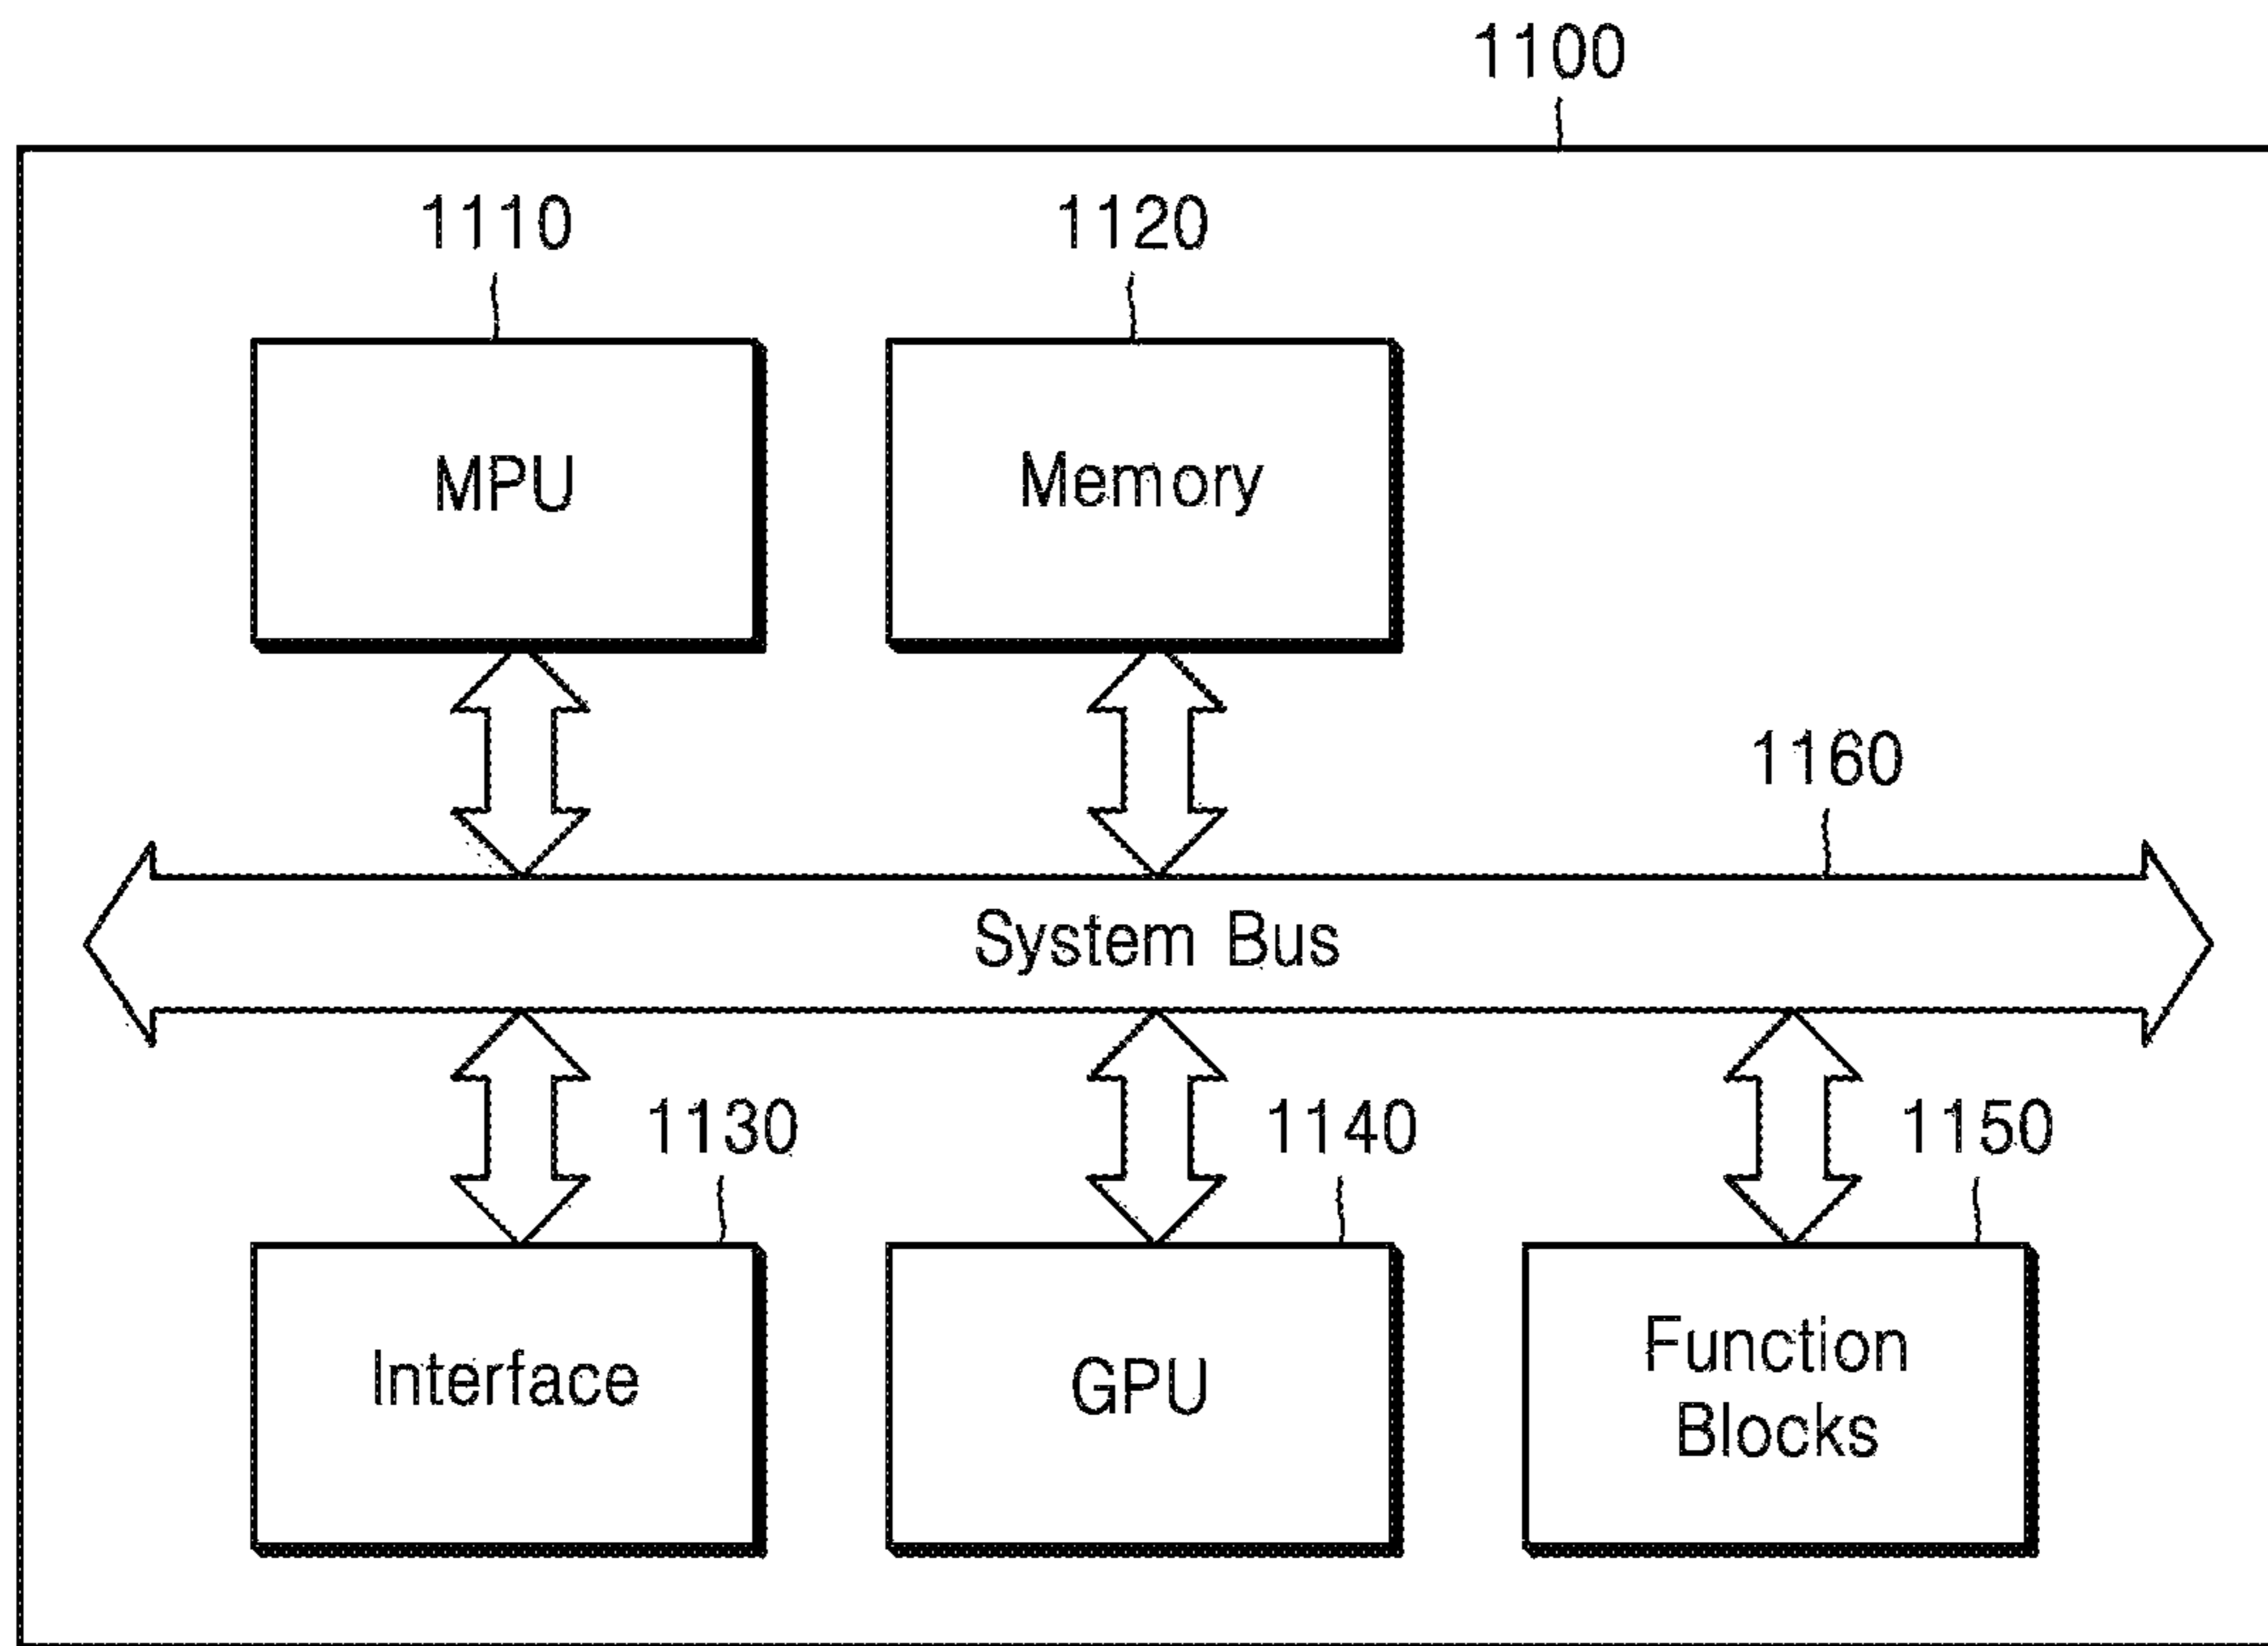 1100
1110
1120
MPU
Memory
1160
System Bus
1130
1140
1150
Interface
GPU
Function
Blocks